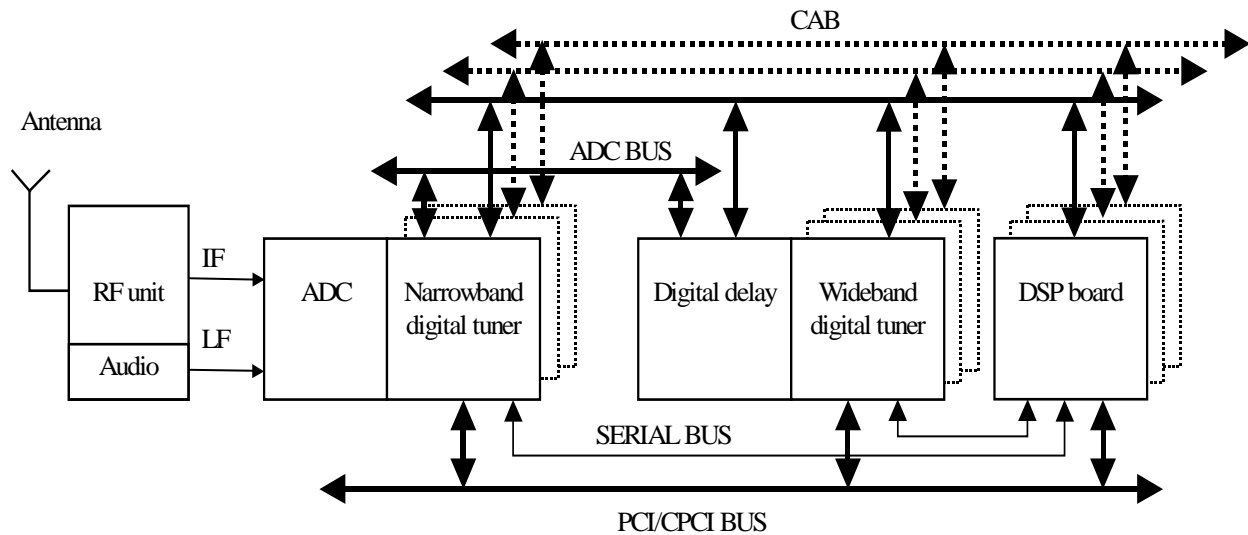 CAB
Antenna
ADC BUS
IF
RF unit
ADC
Narrowband
digital tuner
Digital delay
Wideband
digital tuner
DSP board
LF
Audio
SERIAL BUS
PCI/CPCI BUS